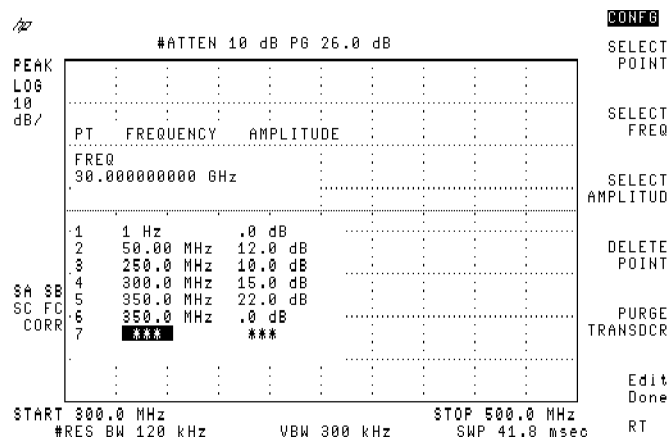 hp
CONFG
#ATTEN 10 dB PG 26.0 dB
PEAK
LOG
10
dB/
SELECT
POINT
PT FREQUENCY AMPLITUDE
SELECT
FREQ
FREQ
30.000000000 GHz
SELECT
AMPLITUD
1 1 Hz .0 dB
2 50.00 MHz 12.0 dB
3 250.0 MHz 10.0 dB
4 300.0 MHz 15.0 dB
5 350.0 MHz 22.0 dB
6 350.0 MHz .0 dB
7 *** ***
DELETE
POINT
SA SB
SC FC
CORR
PURGE
TRANSDCR
Edit
Done
START 300.0 MHz STOP 500.0 MHz
#RES BW 120 kHz VBW 300 kHz SWP 41.8 msec
RT